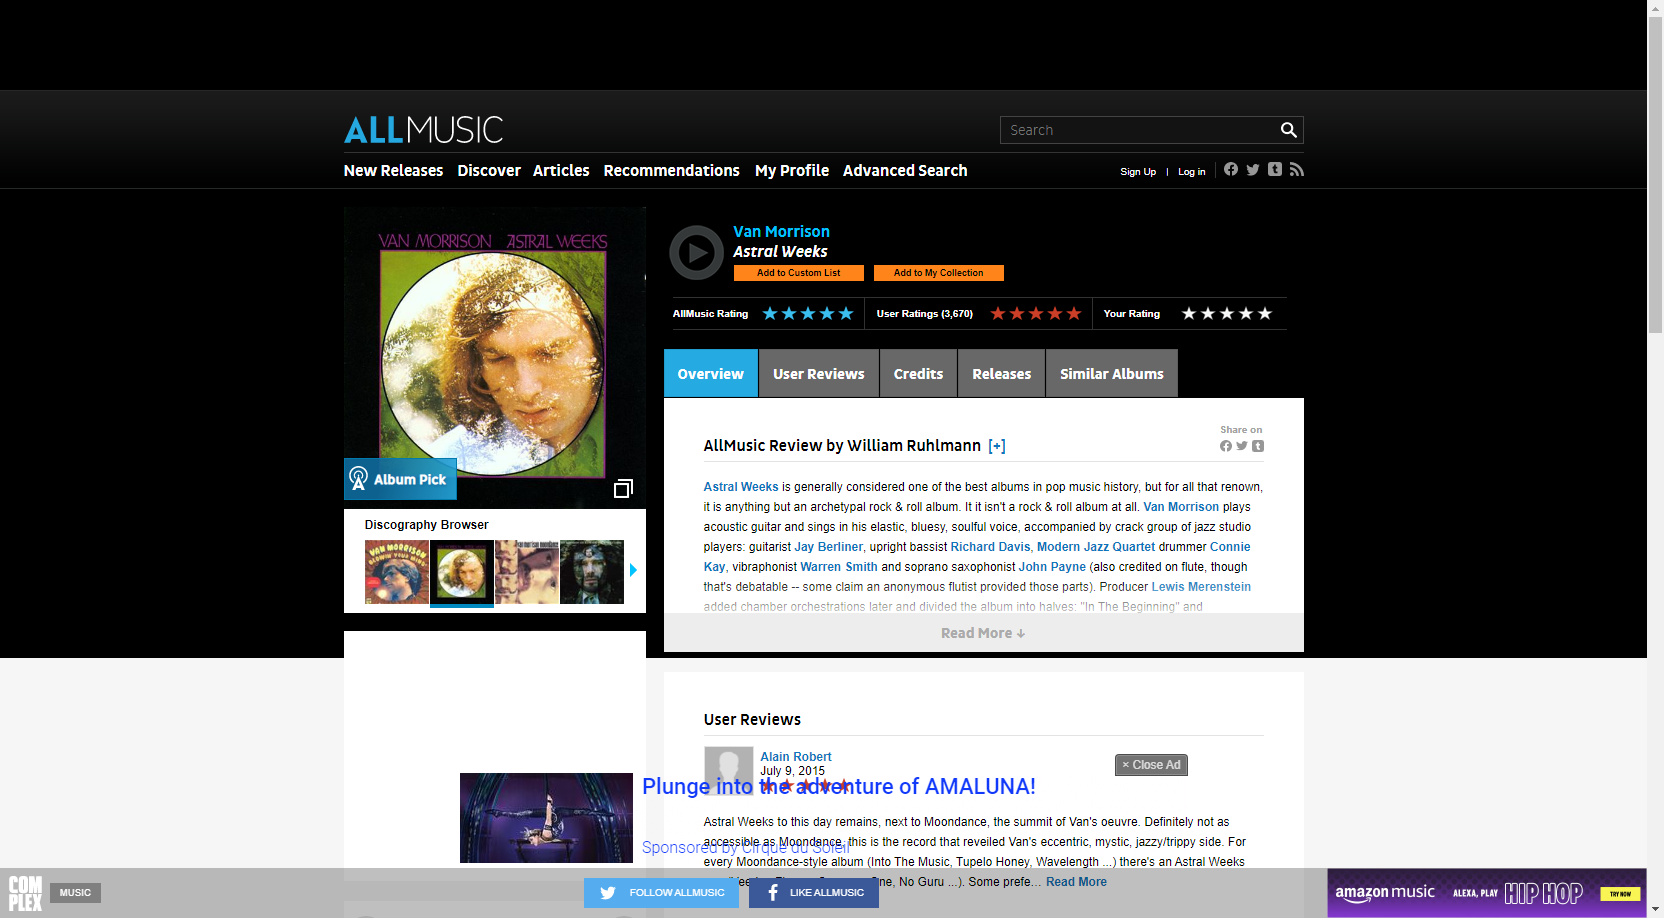 ALLMUSIC
Search
New Releases Discover Articles Recommendations My Profile Advanced Search
Sign Up | Log in
VAN MORRISON ASTRAL WEEKS
Album Pick
Van Morrison
Astral Weeks
Add to Custom List Add to My Collection
AllMusic Rating User Ratings (3,670) Your Rating
Overview User Reviews Credits Releases Similar Albums
Share on
AllMusic Review by William Ruhlmann [+]
Astral Weeks is generally considered one of the best albums in pop music history, but for all that renown,
it is anything but an archetypal rock & roll album. It it isn't a rock & roll album at all. Van Morrison plays
acoustic guitar and sings in his elastic, bluesy, soulful voice, accompanied by crack group of jazz studio
players: guitarist Jay Berliner, upright bassist Richard Davis, Modern Jazz Quartet drummer Connie
Kay, vibraphonist Warren Smith and soprano saxophonist John Payne (also credited on flute, though
that's debatable -- some claim an anonymous flutist provided those parts). Producer Lewis Merenstein
added chamber orchestrations later and divided the album into halves: "In The Beginning" and
Read More ↓
Discography Browser
VAN MORRISON
van morrison moondance
User Reviews
Alain Robert
July 9, 2015
× Close Ad
Plunge into the adventure of AMALUNA!
Astral Weeks to this day remains, next to Moondance, the summit of Van's oeuvre. Definitely not as
accessible as Moondance, this is the record that reveiled Van's eccentric, mystic, jazzy/trippy side. For
Sponsored by Cirque du Soleil
every Moondance-style album (Into The Music, Tupelo Honey, Wavelength ...) there's an Astral Weeks
No Guru ...). Some prefe... Read More
COMPLEX
MUSIC
FOLLOW ALLMUSIC
LIKE ALLMUSIC
amazon music ALEXA, PLAY HIP HOP TRY NOW